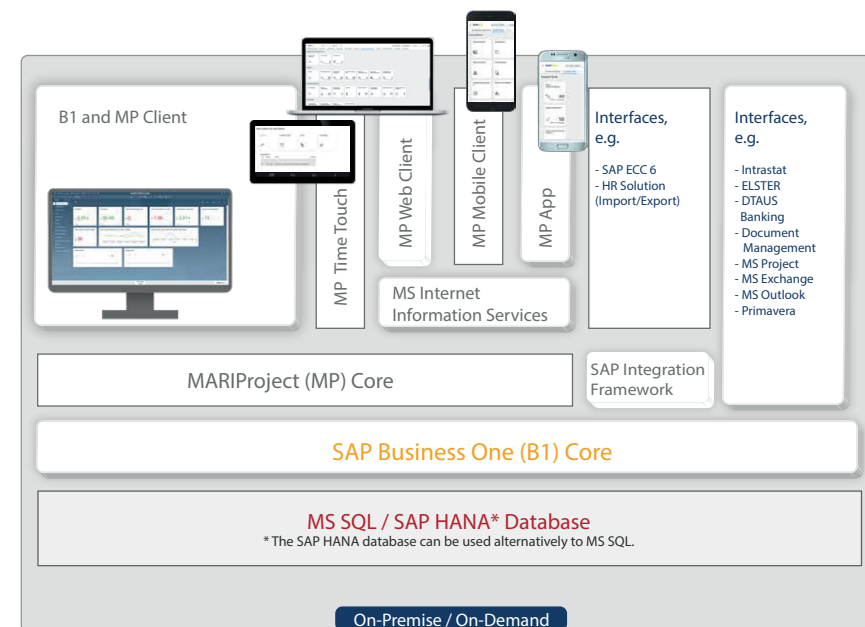 B1 and MP Client
MP Time Touch
MP Web Client
MP Mobile Client
MP App
MS Internet
Information Services
Interfaces,
e.g.
- SAP ECC 6
- HR Solution
(Import/Export)
Interfaces,
e.g.
- Intrastat
- ELSTER
- DTAUS
Banking
- Document
Management
- MS Project
- MS Exchange
- MS Outlook
- Primavera
MARIProject (MP) Core
SAP Integration
Framework
SAP Business One (B1) Core
MS SQL / SAP HANA* Database
* The SAP HANA database can be used alternatively to MS SQL.
On-Premise / On-Demand